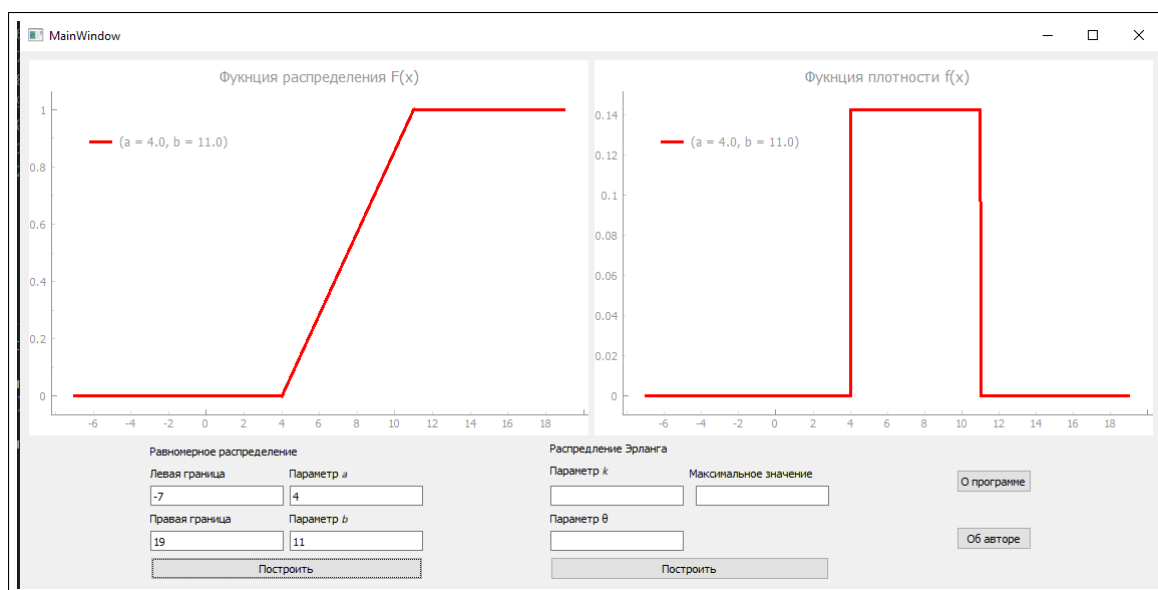 MainWindow
Фукнция распределения F(x)
(a = 4.0, b = 11.0)
1
0.8
0.6
0.4
0.2
0
-6 -4 -2 0 2 4 6 8 10 12 14 16 18
Фукнция плотности f(x)
(a = 4.0, b = 11.0)
0.14
0.12
0.1
0.08
0.06
0.04
0.02
0
-6 -4 -2 0 2 4 6 8 10 12 14 16 18
Равномерное распределение
Левая граница Параметр a
-7 4
Правая граница Параметр b
19 11
Построить
Распредление Эрланга
Параметр k Максимальное значение
Параметр θ
Построить
О программе
Об авторе